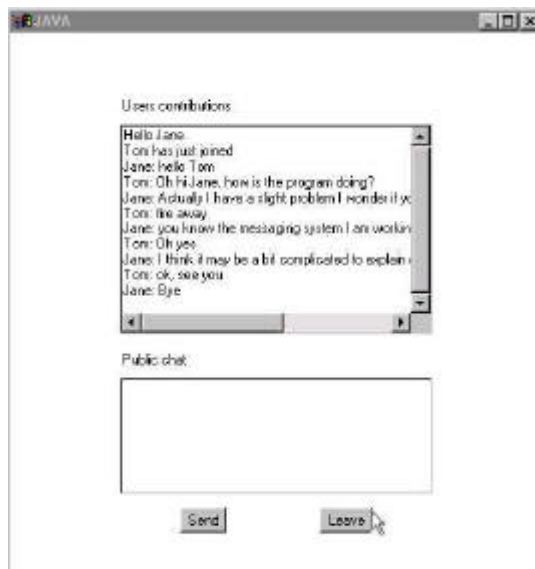 JAVA
Users contributions
Hello Jane
Tom has just joined
Jane: hello Tom
Tom: Oh hi Jane, how is the program doing?
Jane: Actually I have a slight problem I wonder if yo
Tom: fire away
Jane: you know the messaging system I am workin
Tom: Oh yes
Jane: I think it may be a bit complicated to explain
Tom: ok, see you
Jane: Bye
Public chat
Send
Leave